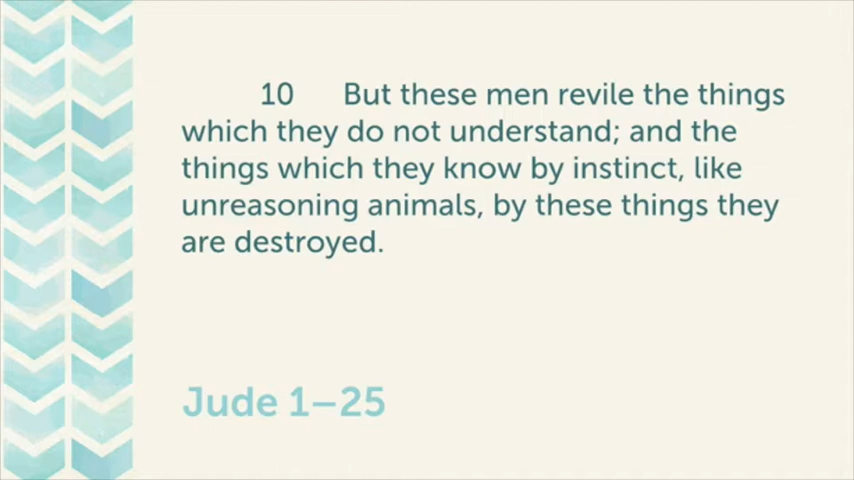 10 But these men revile the things
which they do not understand; and the
things which they know by instinct, like
unreasoning animals, by these things they
are destroyed.
Jude 1–25